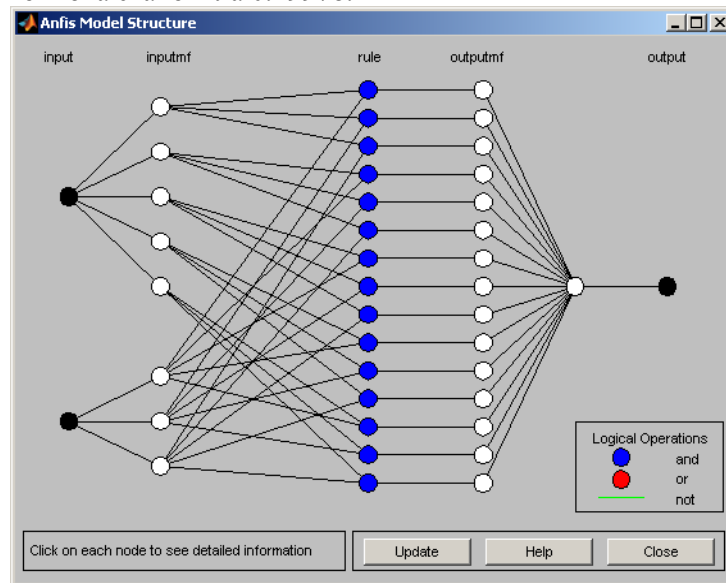 Anfis Model Structure
input inputmf rule outputmf output
Logical Operations
and
or
not
Click on each node to see detailed information
Update Help Close